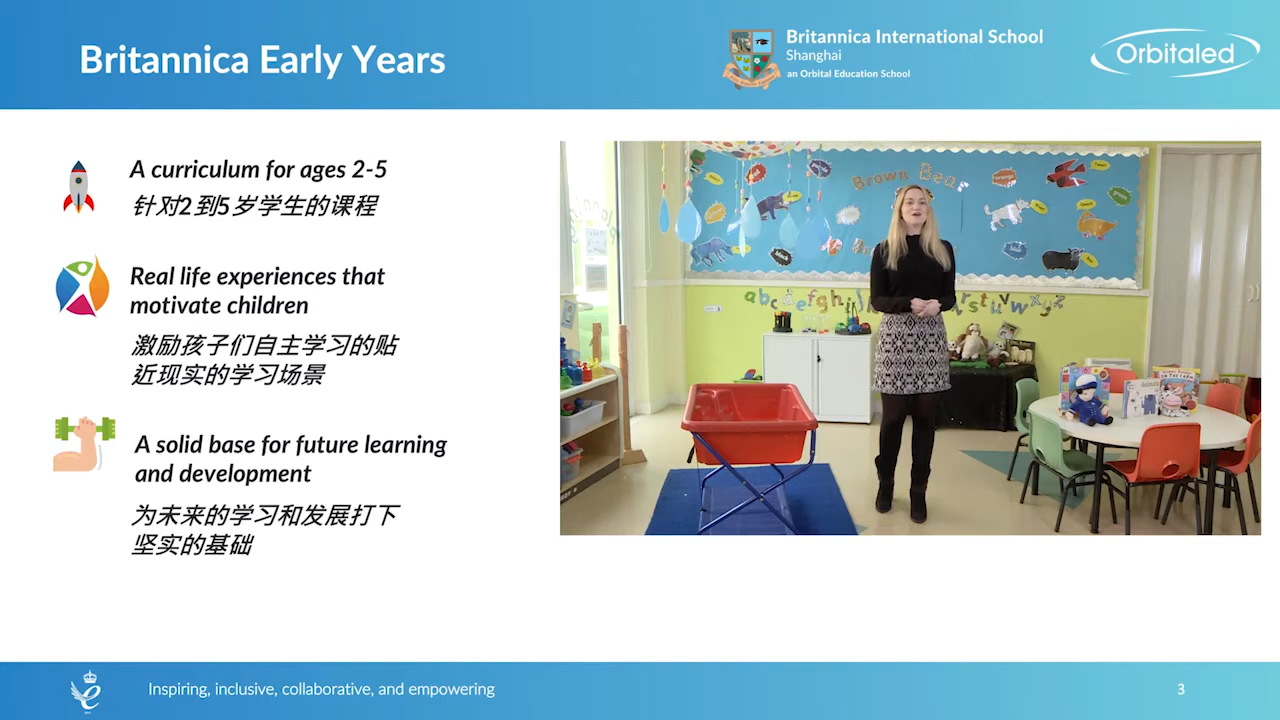 Britannica Early Years
Britannica International School
Shanghai
an Orbital Education School
Orbitaled
A curriculum for ages 2-5
针对2到5岁学生的课程
Real life experiences that
motivate children
激励孩子们自主学习的贴
近现实的学习场景
A solid base for future learning
and development
为未来的学习和发展打下
坚实的基础
Brown Bear
Inspiring, inclusive, collaborative, and empowering
3